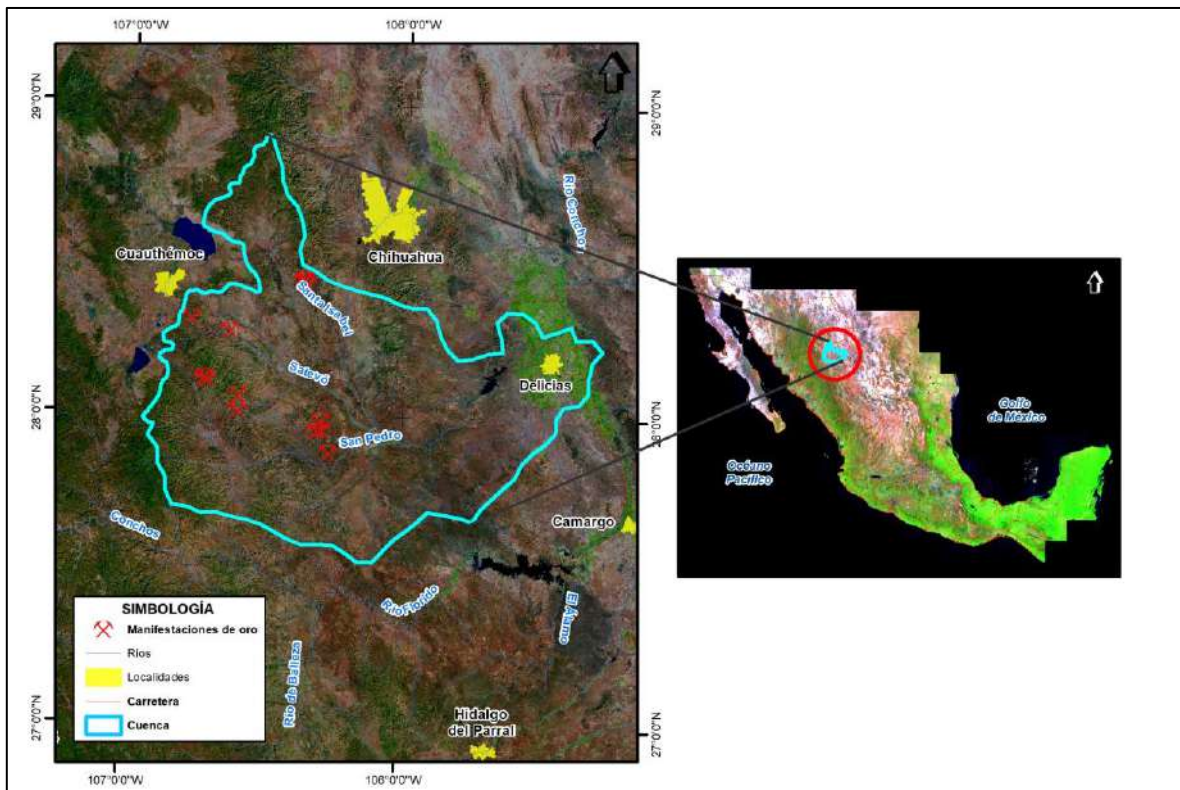 107°0'0"W
106°0'0"W
29°0'0"N
29°0'0"N
Río Conchos
Cuauhtémoc
Chihuahua
Santa Isabel
Satevó
Delicias
28°0'0"N
28°0'0"N
San Pedro
Golfo
de México
Océano
Pacífico
Conchos
Camargo
Río Florido
El Álamo
Río de Balleza
SIMBOLOGÍA
Manifestaciones de oro
Ríos
Localidades
Carretera
Cuenca
Hidalgo
del Parral
27°0'0"N
27°0'0"N
107°0'0"W
106°0'0"W